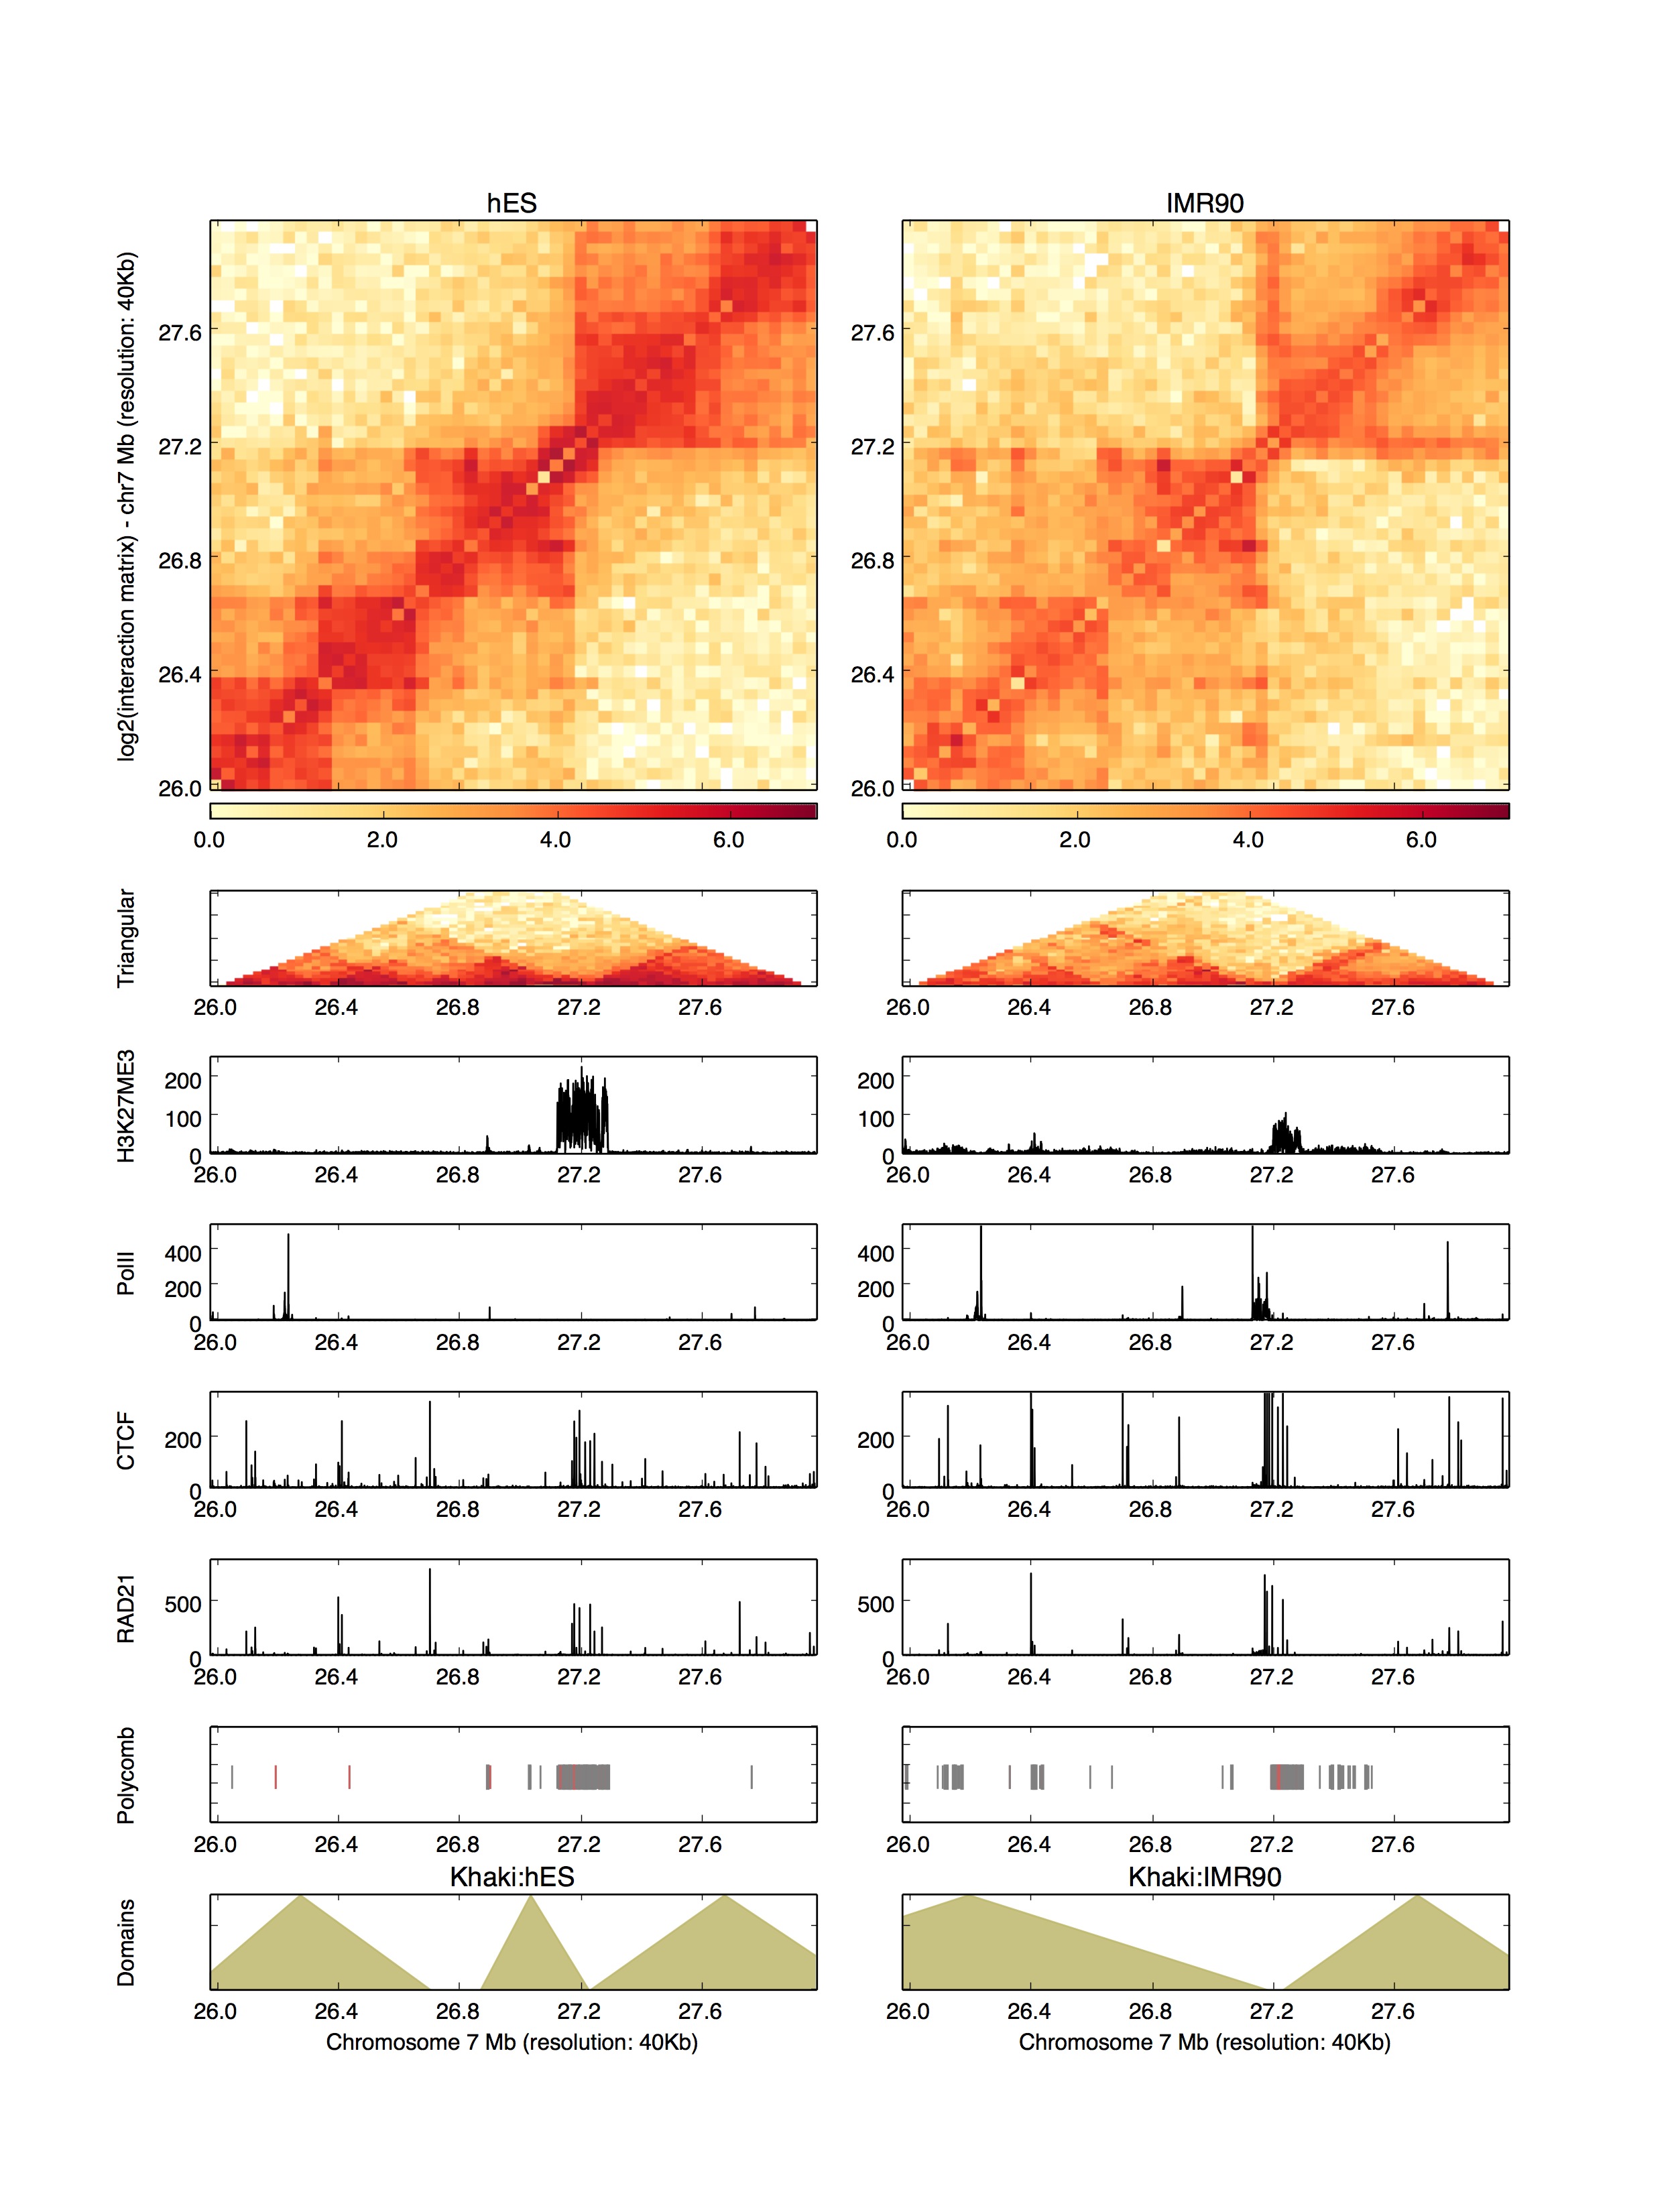 hES IMR90
log2(interaction matrix) - chr7 Mb (resolution: 40Kb)
27.6 27.6
27.2 27.2
26.8 26.8
26.4 26.4
26.0 26.0
0.0 2.0 4.0 6.0 0.0 2.0 4.0 6.0
Triangular
26.0 26.4 26.8 27.2 27.6 26.0 26.4 26.8 27.2 27.6
H3K27ME3
200 200
100 100
0 0
26.0 26.4 26.8 27.2 27.6 26.0 26.4 26.8 27.2 27.6
PolII
400 400
200 200
0 0
26.0 26.4 26.8 27.2 27.6 26.0 26.4 26.8 27.2 27.6
CTCF
200 200
0 0
26.0 26.4 26.8 27.2 27.6 26.0 26.4 26.8 27.2 27.6
RAD21
500 500
0 0
26.0 26.4 26.8 27.2 27.6 26.0 26.4 26.8 27.2 27.6
Polycomb
26.0 26.4 26.8 27.2 27.6 26.0 26.4 26.8 27.2 27.6
Khaki:hES Khaki:IMR90
Domains
26.0 26.4 26.8 27.2 27.6 26.0 26.4 26.8 27.2 27.6
Chromosome 7 Mb (resolution: 40Kb) Chromosome 7 Mb (resolution: 40Kb)